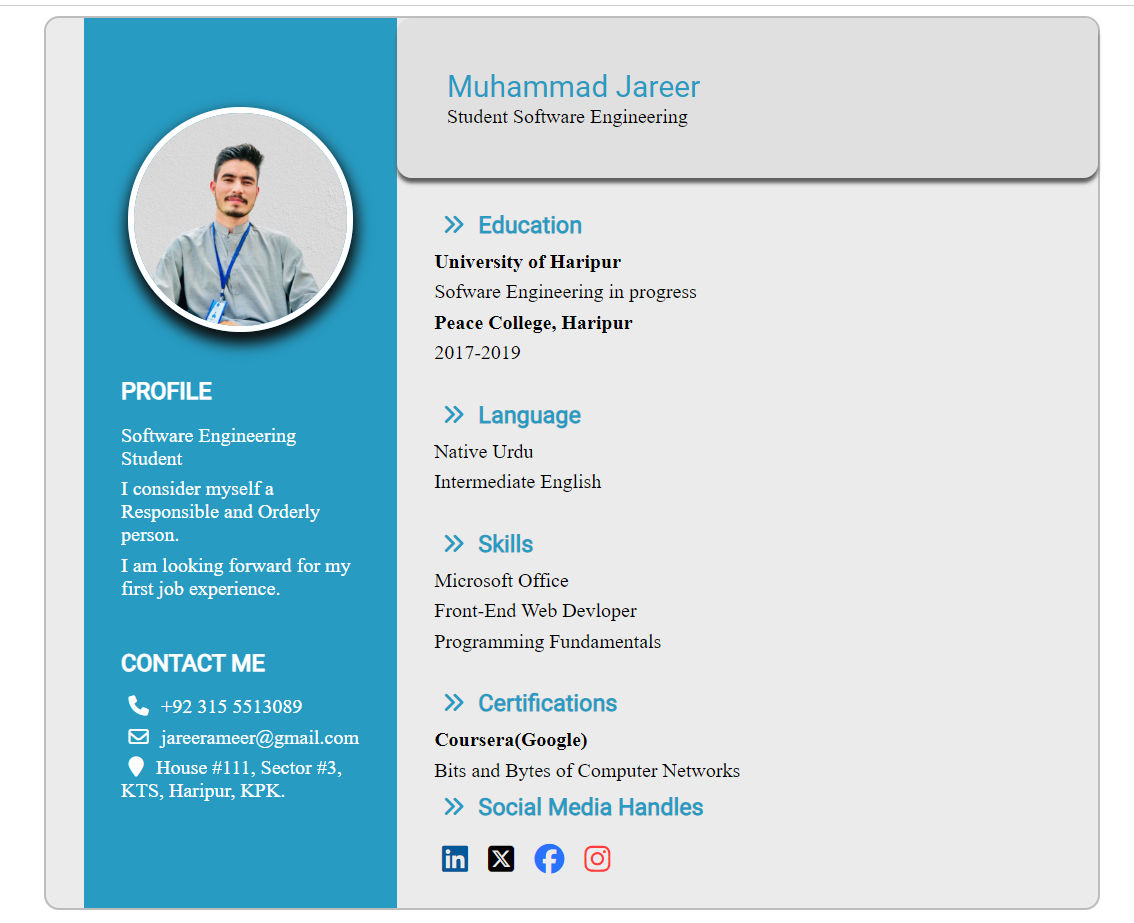 Muhammad Jareer
Student Software Engineering
PROFILE
Software Engineering
Student
I consider myself a
Responsible and Orderly
person.
I am looking forward for my
first job experience.
CONTACT ME
+92 315 5513089
jareerameer@gmail.com
House #111, Sector #3,
KTS, Haripur, KPK.
Education
University of Haripur
Sofware Engineering in progress
Peace College, Haripur
2017-2019
Language
Native Urdu
Intermediate English
Skills
Microsoft Office
Front-End Web Devloper
Programming Fundamentals
Certifications
Coursera(Google)
Bits and Bytes of Computer Networks
Social Media Handles